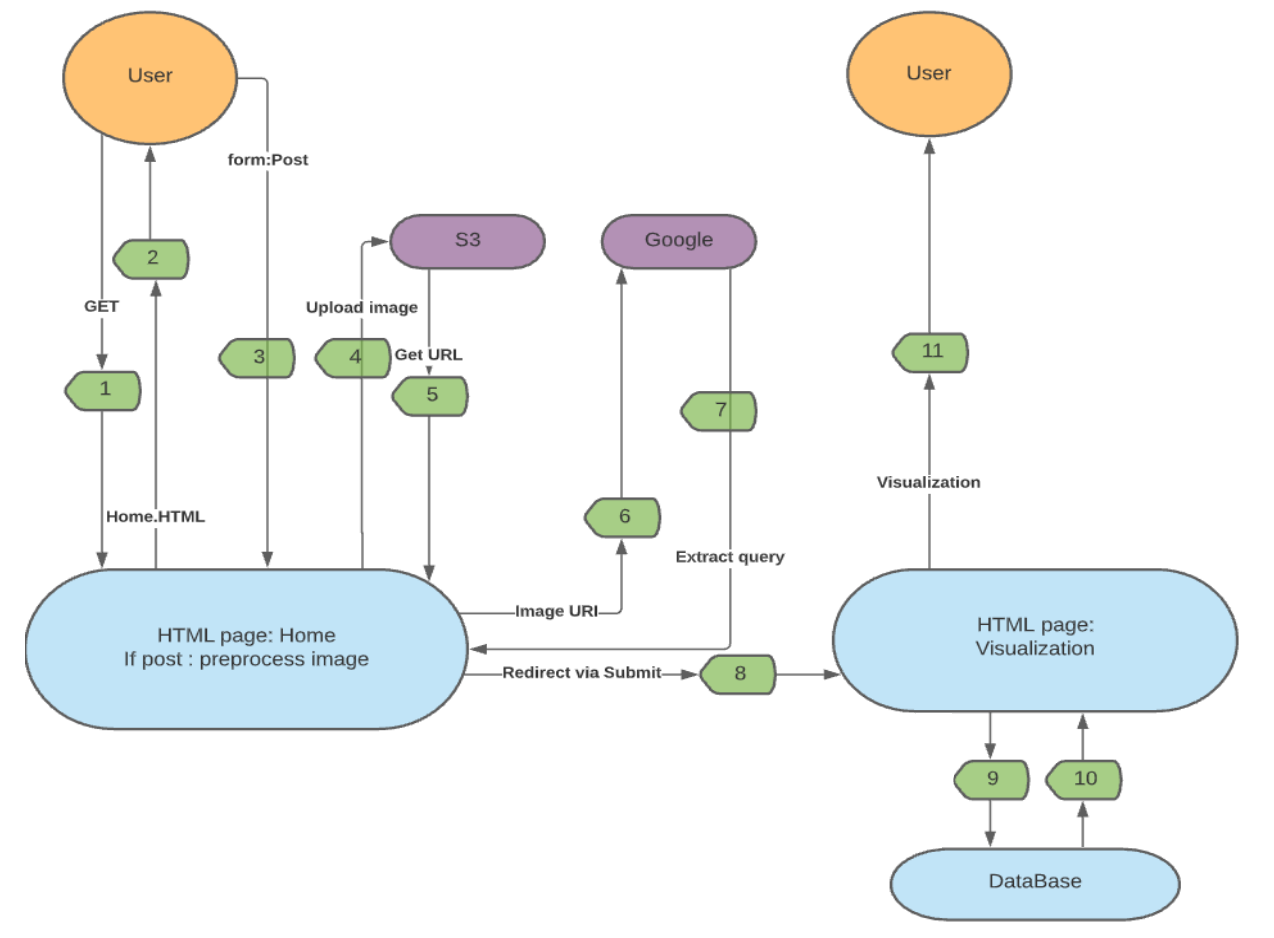 User
User
form:Post
S3
Google
2
GET
Upload image
3
4
Get URL
11
1
5
7
Visualization
6
Home.HTML
Extract query
Image URI
HTML page: Home
If post : preprocess image
HTML page:
Visualization
Redirect via Submit
8
9
10
DataBase